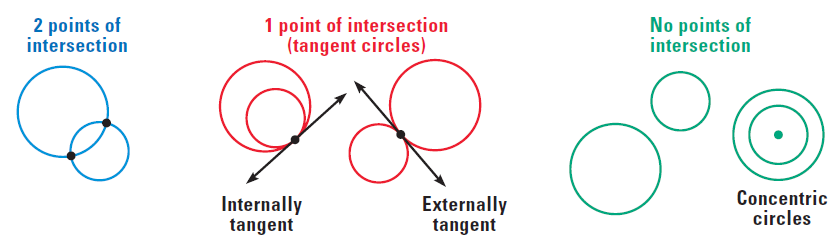 2 points of
intersection
1 point of intersection
(tangent circles)
No points of
intersection
Internally
tangent
Externally
tangent
Concentric
circles